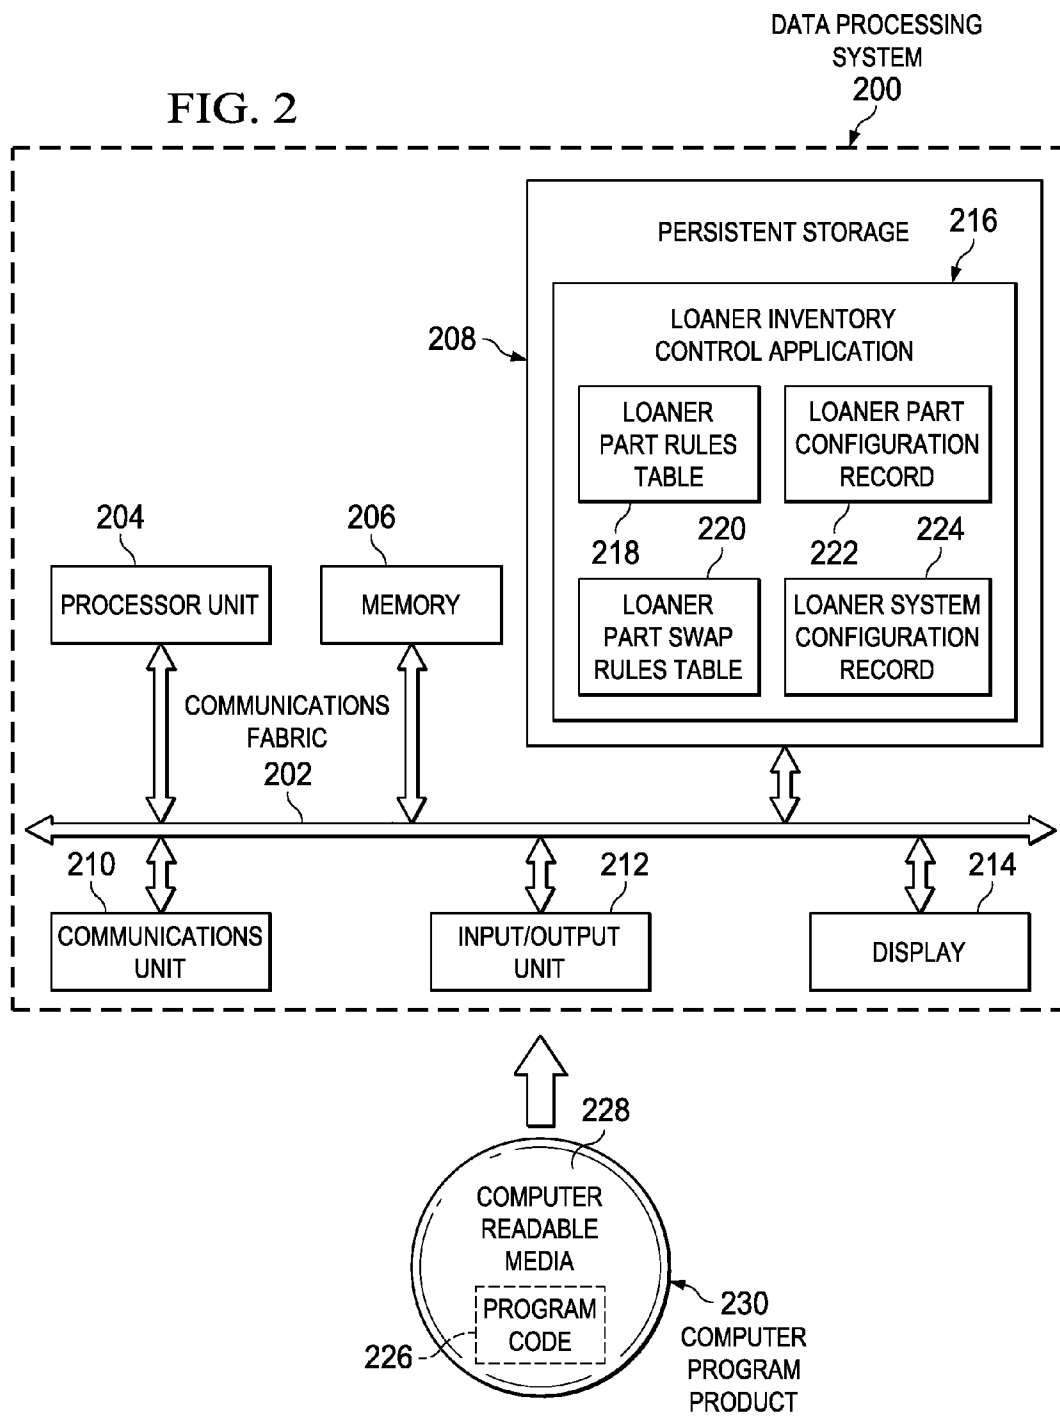 DATA PROCESSING
SYSTEM
200
FIG. 2
PERSISTENT STORAGE
216
208
LOANER INVENTORY
CONTROL APPLICATION
LOANER
PART RULES
TABLE
LOANER PART
CONFIGURATION
RECORD
218
220
222
224
LOANER
PART SWAP
RULES TABLE
LOANER SYSTEM
CONFIGURATION
RECORD
204
PROCESSOR UNIT
206
MEMORY
COMMUNICATIONS
FABRIC
202
210
COMMUNICATIONS
UNIT
212
INPUT/OUTPUT
UNIT
214
DISPLAY
228
COMPUTER
READABLE
MEDIA
PROGRAM
CODE
226
230
COMPUTER
PROGRAM
PRODUCT